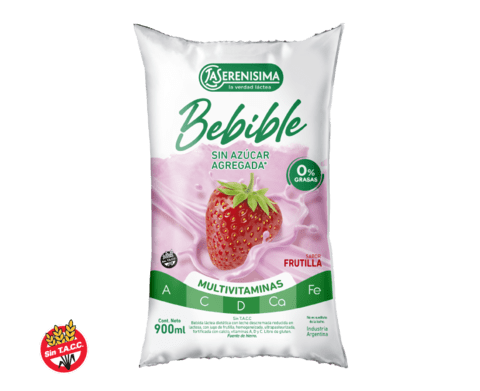 LA SERENISIMA
la verdad láctea
Bebible
SIN AZÚCAR
AGREGADA*
0%
GRASAS
SABOR
FRUTILLA
MULTIVITAMINAS
A C D Ca Fe
Cont. Neto
900ml
Sin T.A.C.C.
Industria
Argentina
Sin T.A.C.C.